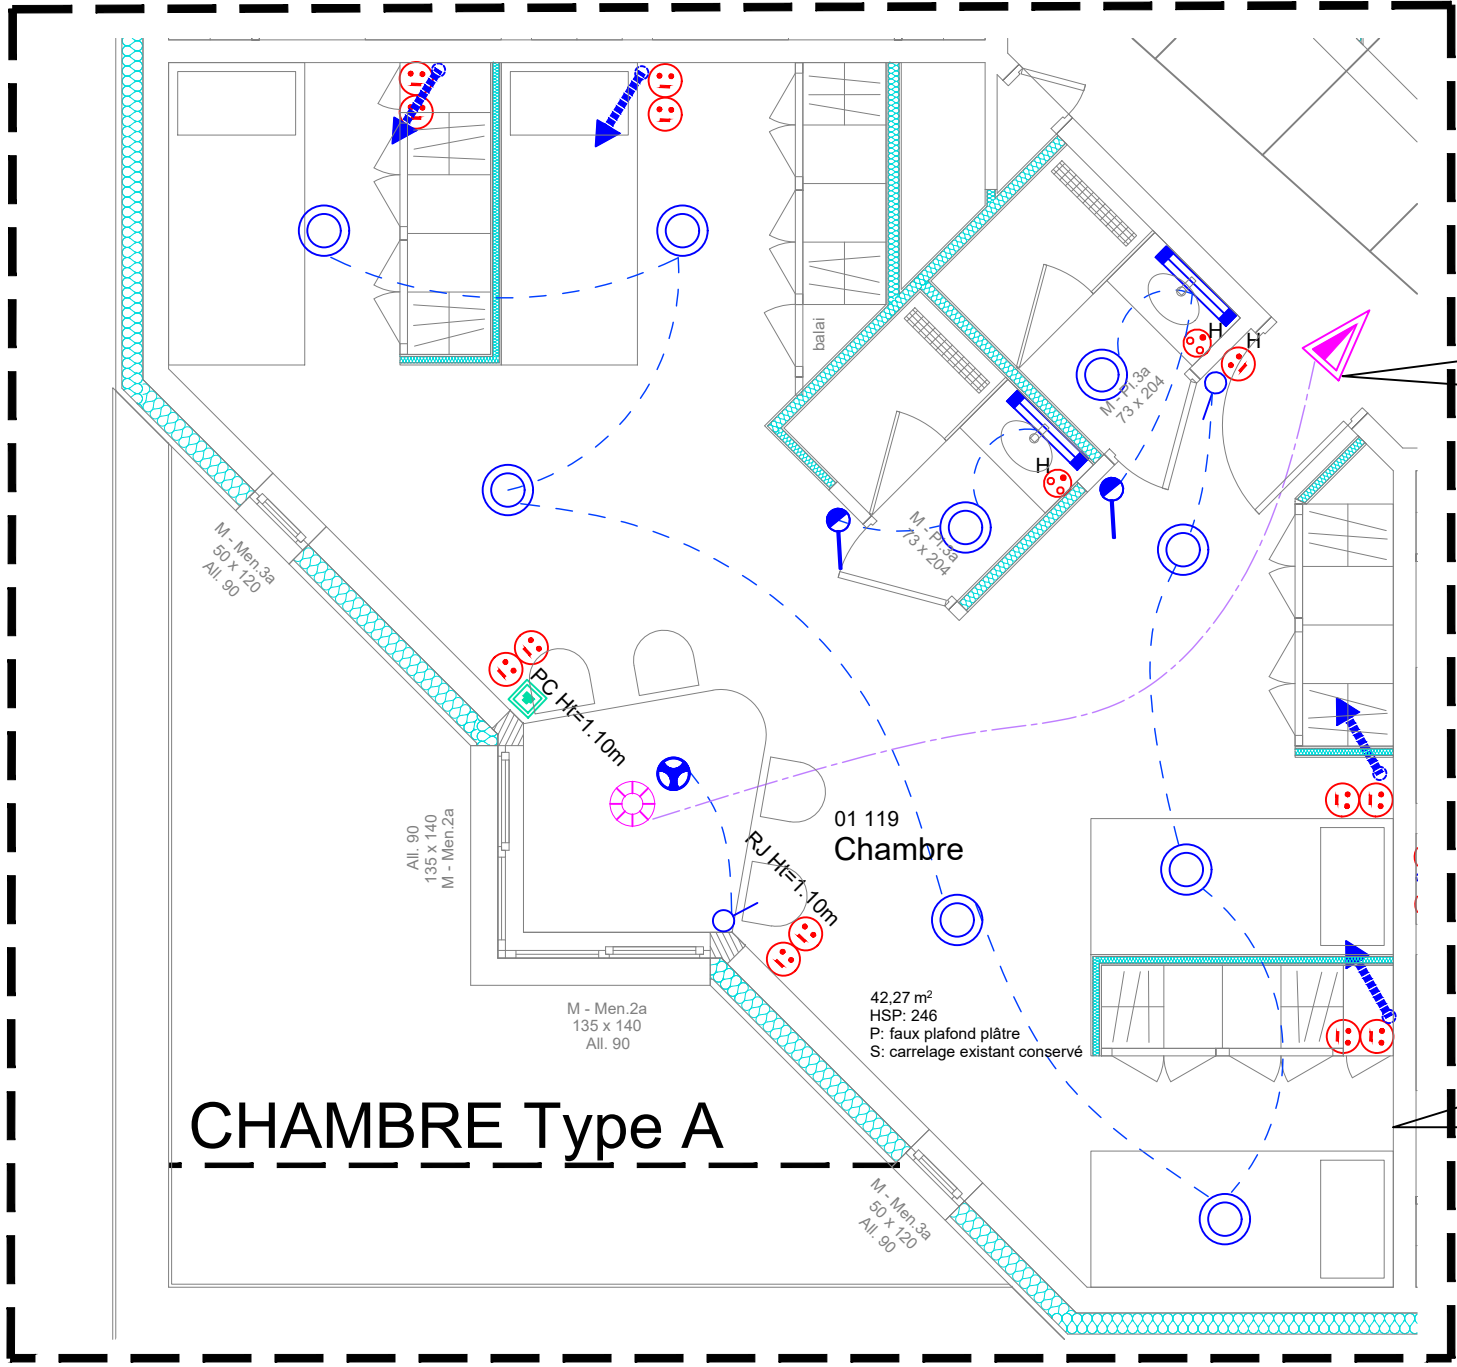 balai
H
H
M - Pl.3a
73 x 204
H
M - Pl.3a
73 x 204
M - Men.3a
50 x 120
All. 90
PC Ht=1.10m
All. 90
135 x 140
M - Men.2a
RJ Ht=1.10m
01 119
Chambre
42,27 m²
HSP: 246
P: faux plafond plâtre
S: carrelage existant conservé
M - Men.2a
135 x 140
All. 90
CHAMBRE Type A
M - Men.3a
50 x 120
All. 90